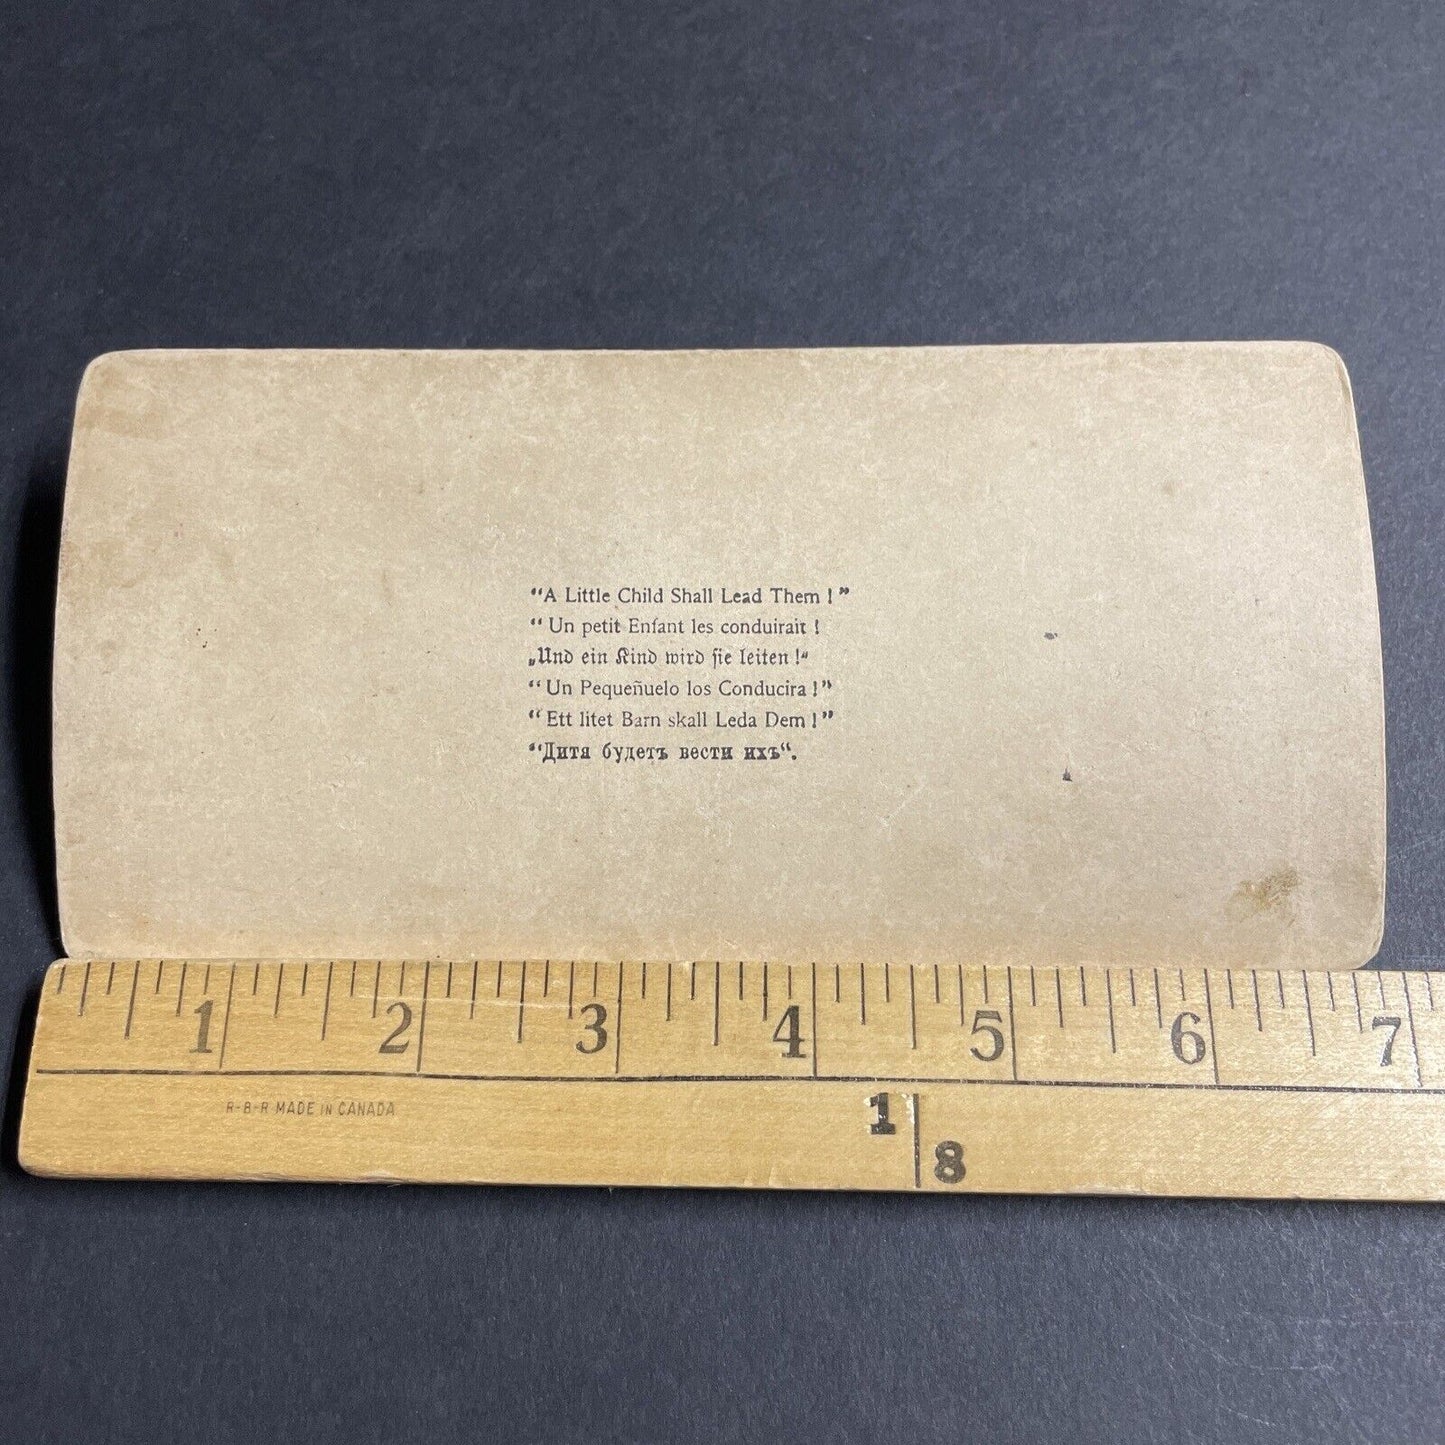 “A Little Child Shall Lead Them !”
“ Un petit Enfant les conduirait !
„Und ein Kind wird sie leiten !“
“ Un Pequeñuelo los Conducira !”
“ Ett litet Barn skall Leda Dem !”
“Дитя будетъ вести ихъ“.
1 2 3 4 5 6 7
R-B-R MADE IN CANADA
1
8